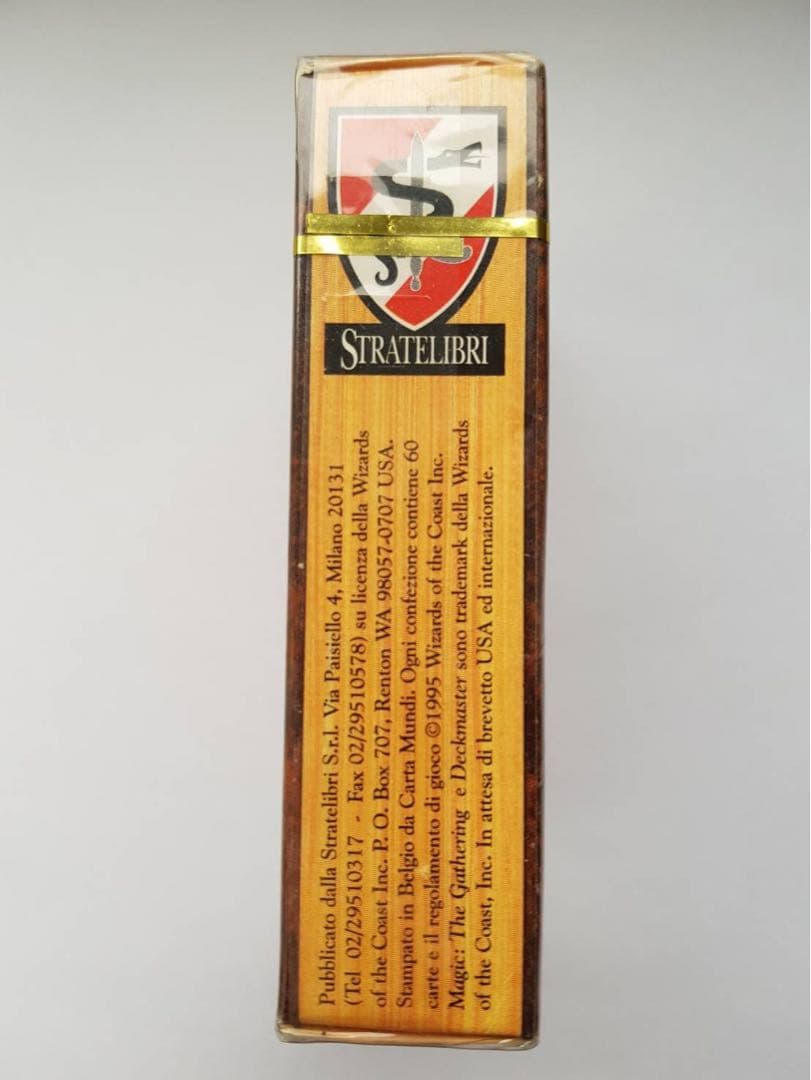 STRATELIBRI
Pubblicato dalla Stratelibri S.r.l. Via Paisiello 4, Milano 20131
(Tel 02/29510317 - Fax 02/29510578) su licenza della Wizards
of the Coast Inc. P. O. Box 707, Renton WA 98057-0707 USA.
Stampato in Belgio da Carta Mundi. Ogni confezione contiene 60
carte e il regolamento di gioco ©1995 Wizards of the Coast Inc.
Magic: The Gathering e Deckmaster sono trademark della Wizards
of the Coast, Inc. In attesa di brevetto USA ed internazionale.